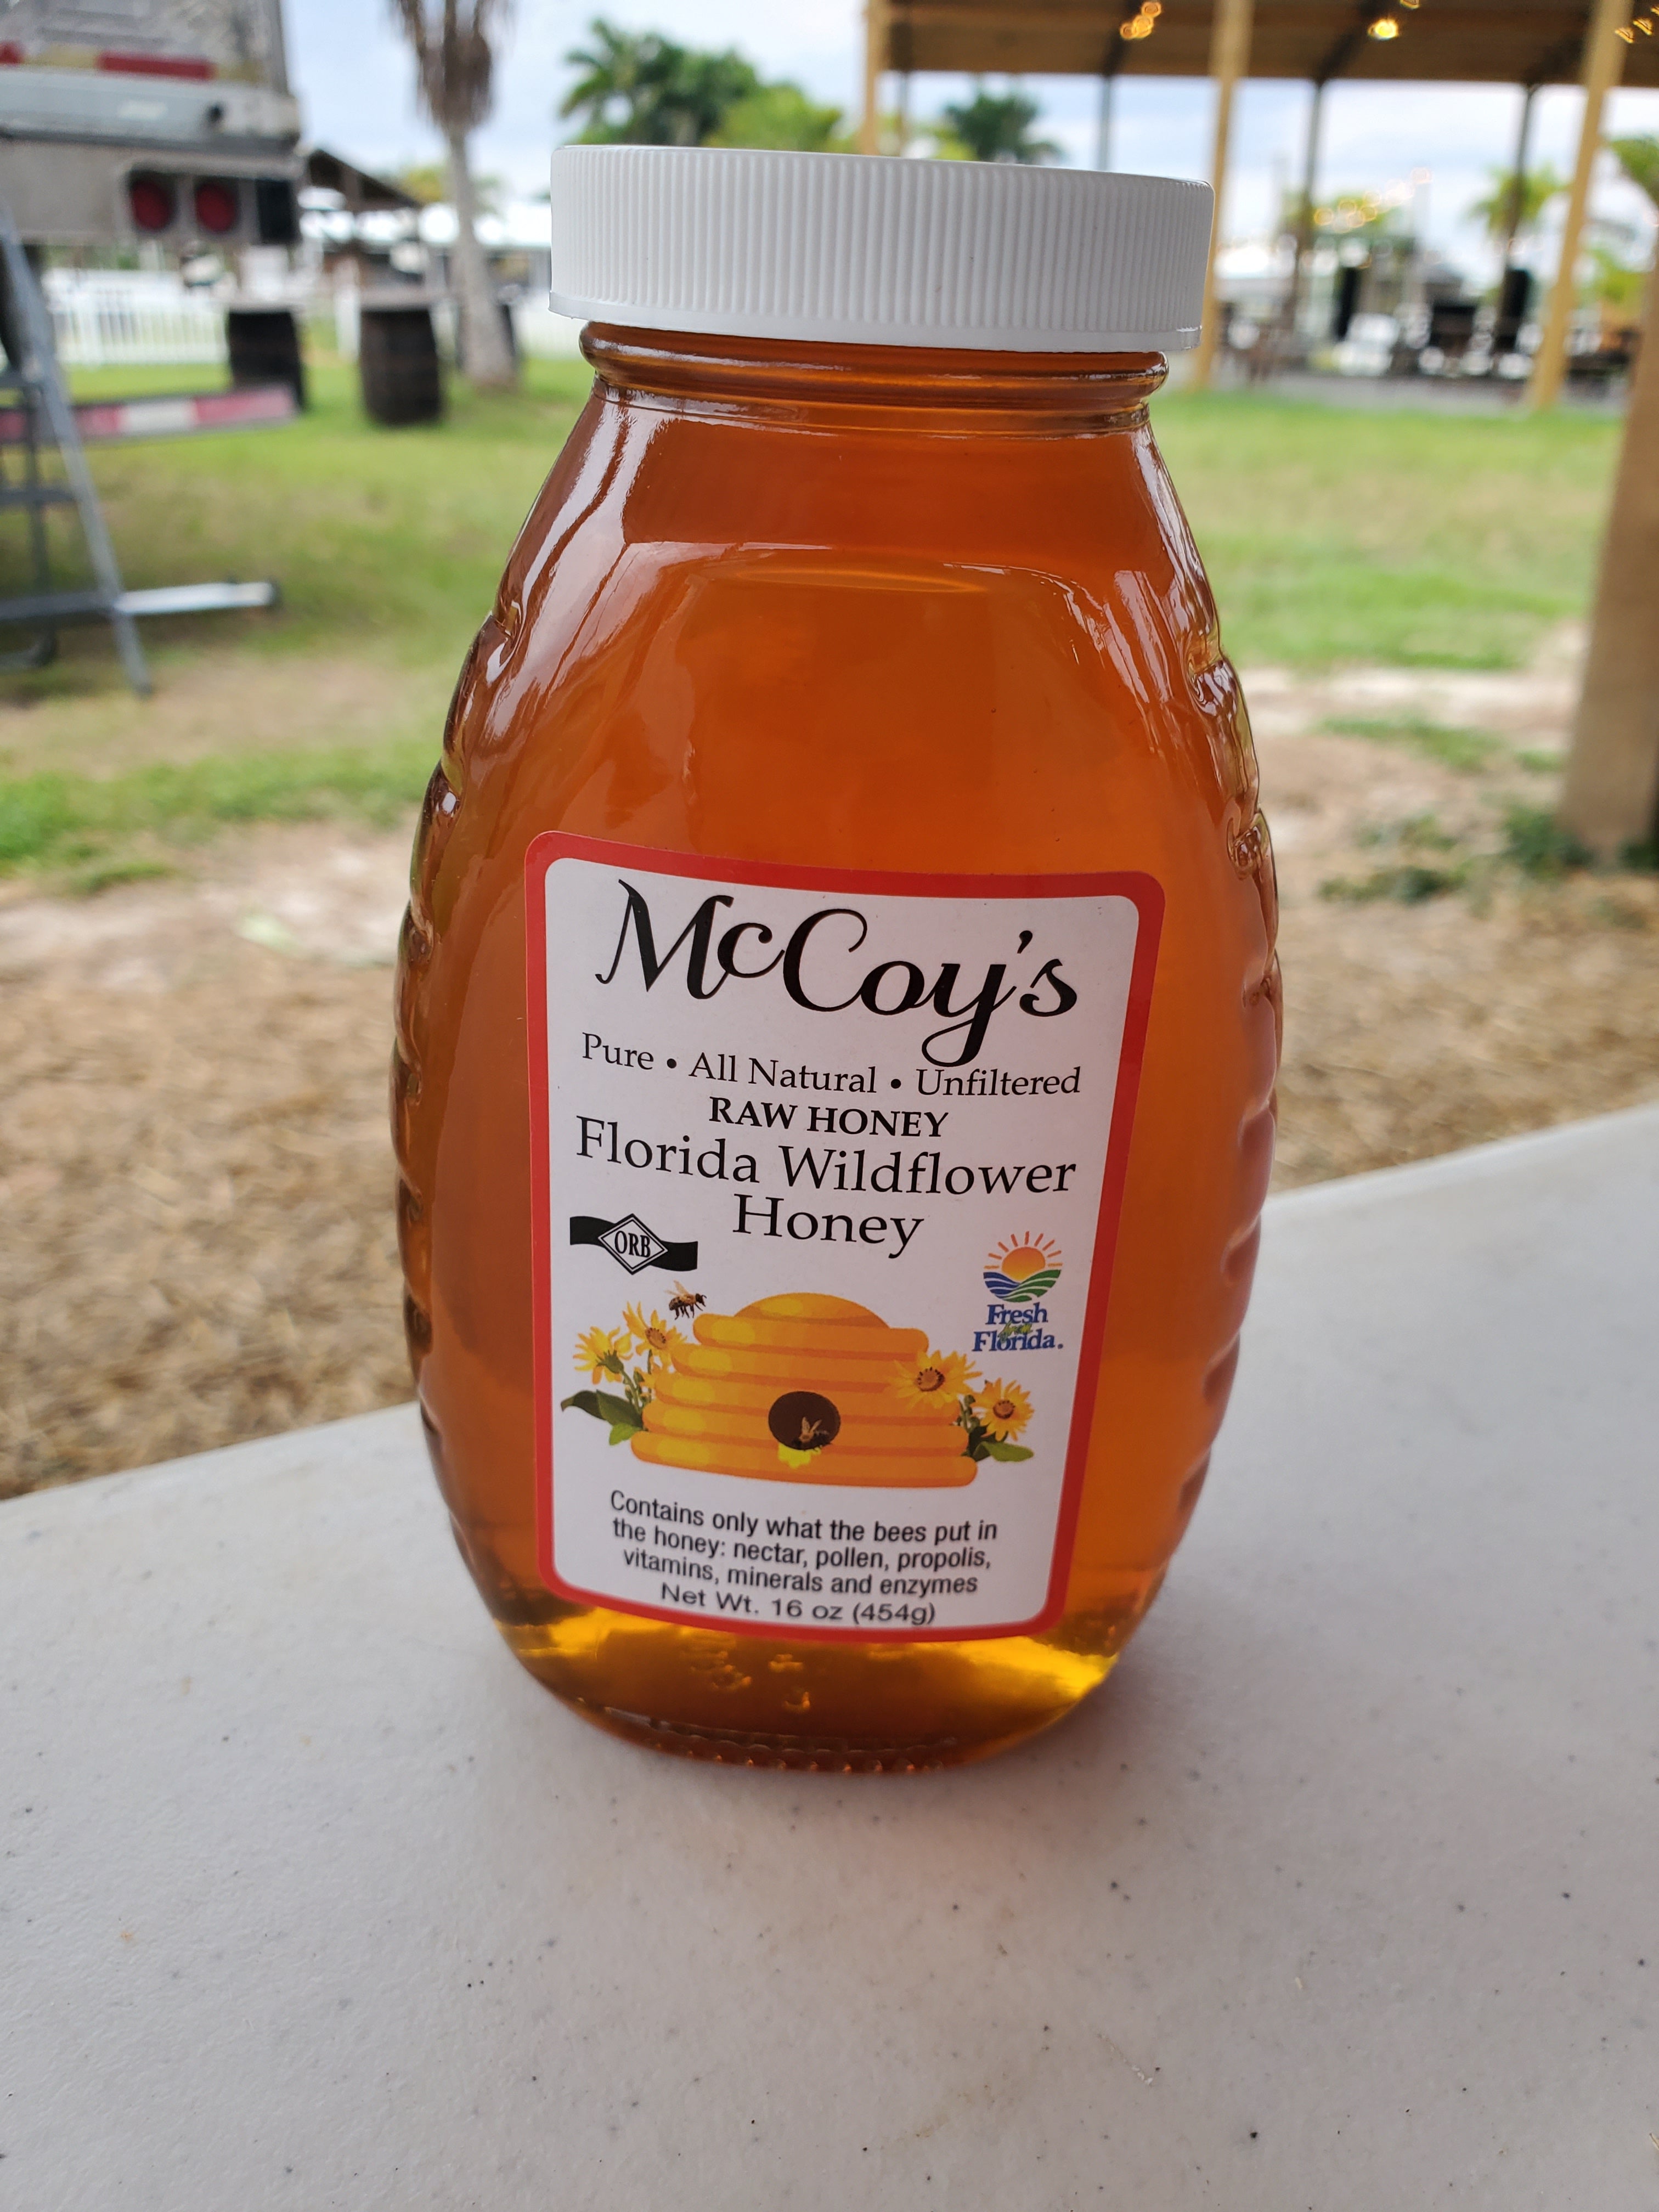 McCoy's
Pure • All Natural • Unfiltered
RAW HONEY
Florida Wildflower
Honey
ORB
Fresh
from
Florida.
Contains only what the bees put in
the honey: nectar, pollen, propolis,
vitamins, minerals and enzymes
Net Wt. 16 oz (454g)